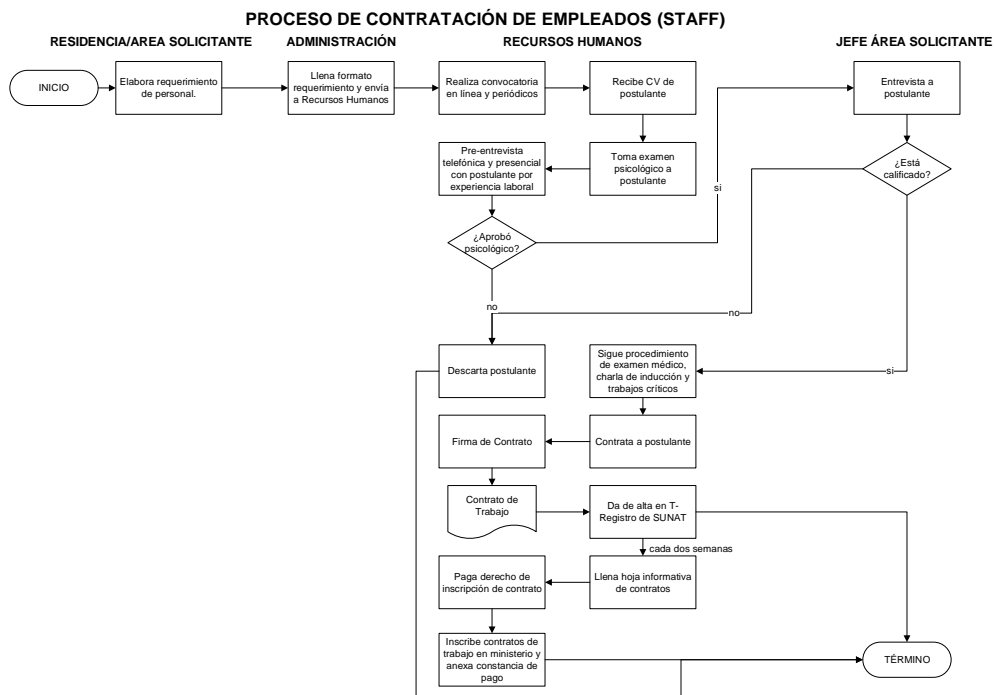 PROCESO DE CONTRATACIÓN DE EMPLEADOS (STAFF)
RESIDENCIA/AREA SOLICITANTE
ADMINISTRACIÓN
RECURSOS HUMANOS
JEFE ÁREA SOLICITANTE
INICIO
Elabora requerimiento
de personal.
Llena formato
requerimiento y envía
a Recursos Humanos
Realiza convocatoria
en línea y periódicos
Recibe CV de
postulante
Entrevista a
postulante
Pre-entrevista
telefónica y presencial
con postulante por
experiencia laboral
Toma examen
psicológico a
postulante
si
¿Está
calificado?
¿Aprobó
psicológico?
no
no
Descarta postulante
Sigue procedimiento
de examen médico,
charla de inducción y
trabajos críticos
si
Firma de Contrato
Contrata a postulante
Contrato de
Trabajo
Da de alta en T-
Registro de SUNAT
cada dos semanas
Paga derecho de
inscripción de contrato
Llena hoja informativa
de contratos
Inscribe contratos de
trabajo en ministerio y
anexa constancia de
pago
TÉRMINO